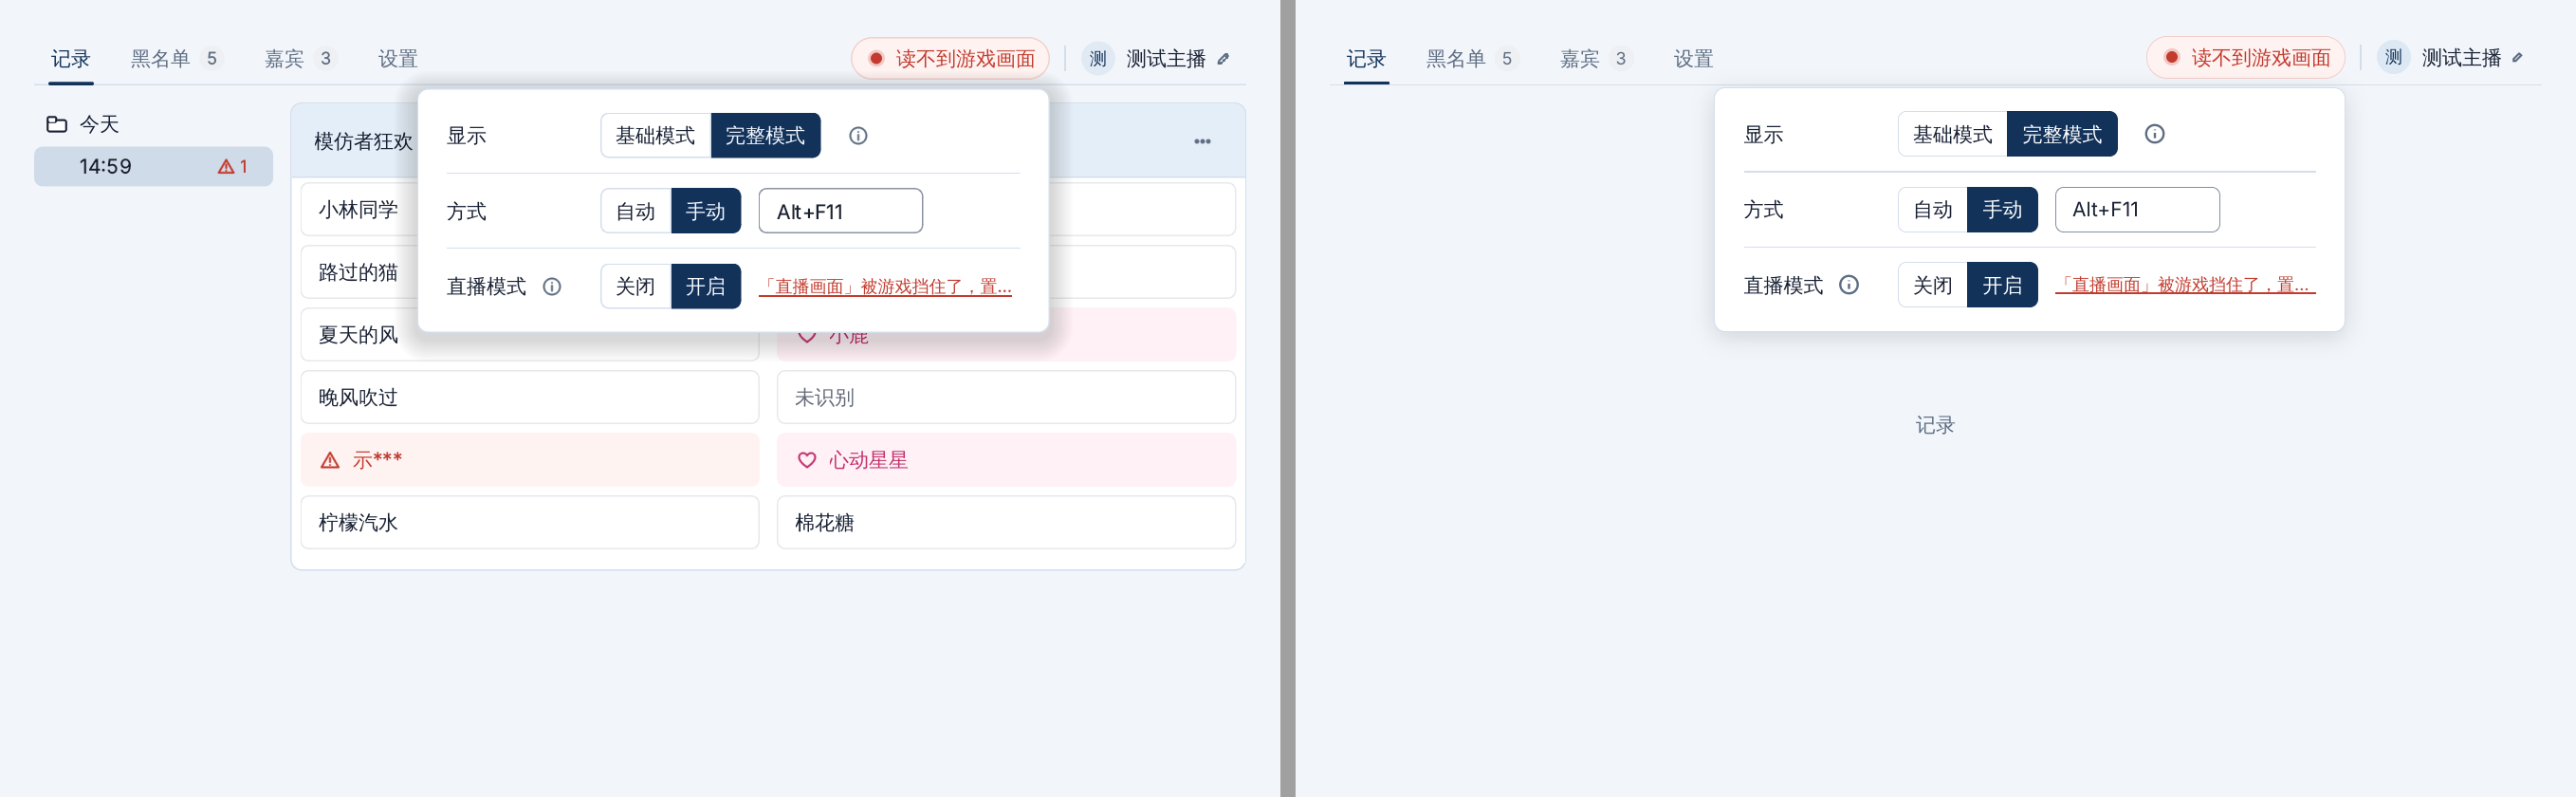 记录 黑名单 5 嘉宾 3 设置 读不到游戏画面 测 测试主播
今天
14:59 1
模仿者狂欢 •••
显示 基础模式 完整模式
方式 自动 手动 Alt+F11
直播模式 关闭 开启 「直播画面」被游戏挡住了，置...
小林同学
路过的猫
夏天的风 小鹿
晚风吹过 未识别
示*** 心动星星
柠檬汽水 棉花糖
记录 黑名单 5 嘉宾 3 设置 读不到游戏画面 测 测试主播
显示 基础模式 完整模式
方式 自动 手动 Alt+F11
直播模式 关闭 开启 「直播画面」被游戏挡住了，置...
记录